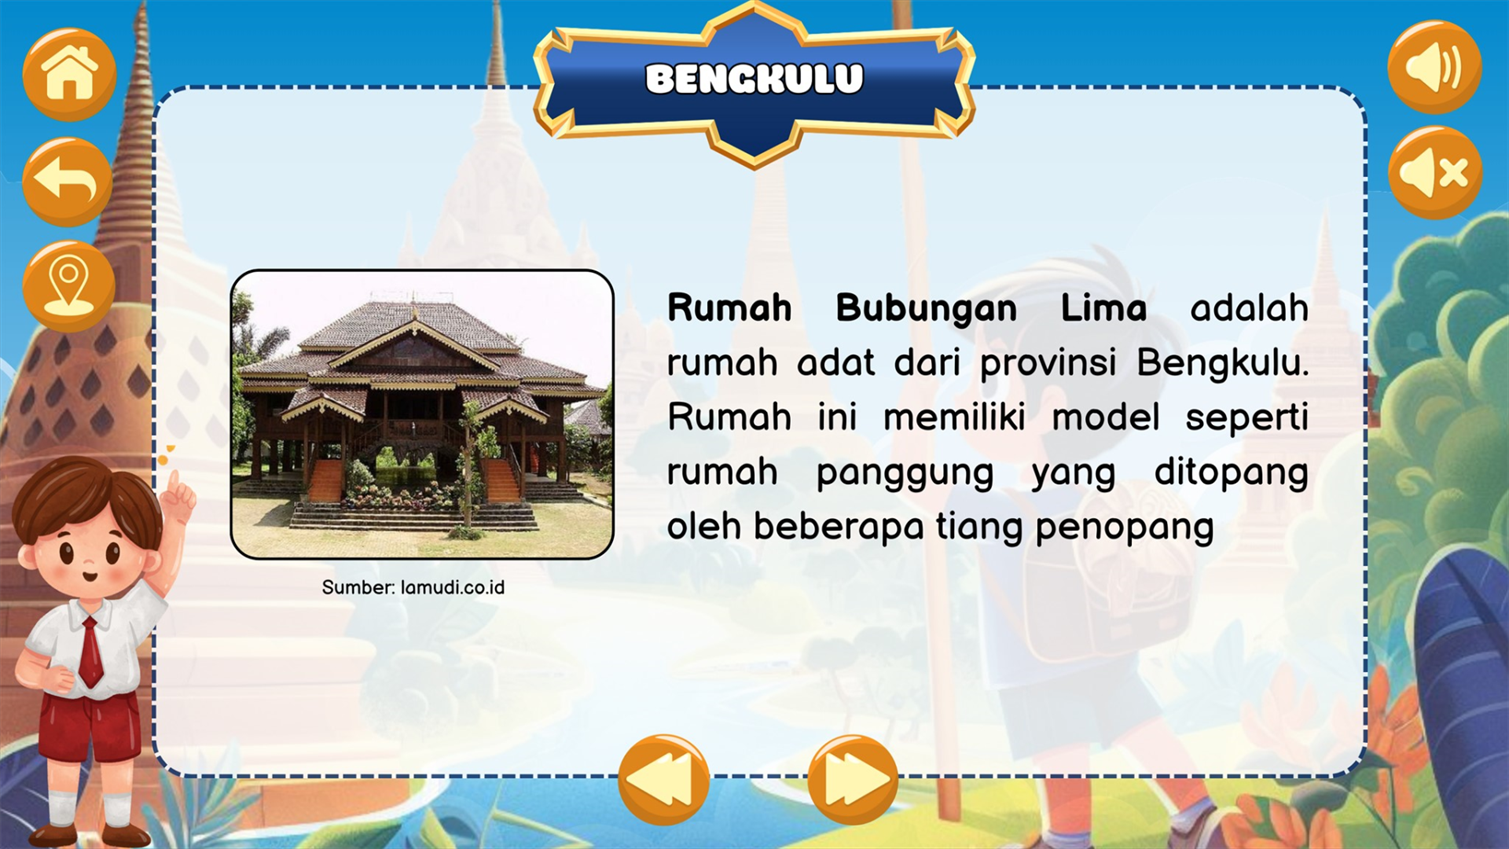 BENGKULU
Rumah Bubungan Lima adalah
rumah adat dari provinsi Bengkulu.
Rumah ini memiliki model seperti
rumah panggung yang ditopang
oleh beberapa tiang penopang
Sumber: lamudi.co.id